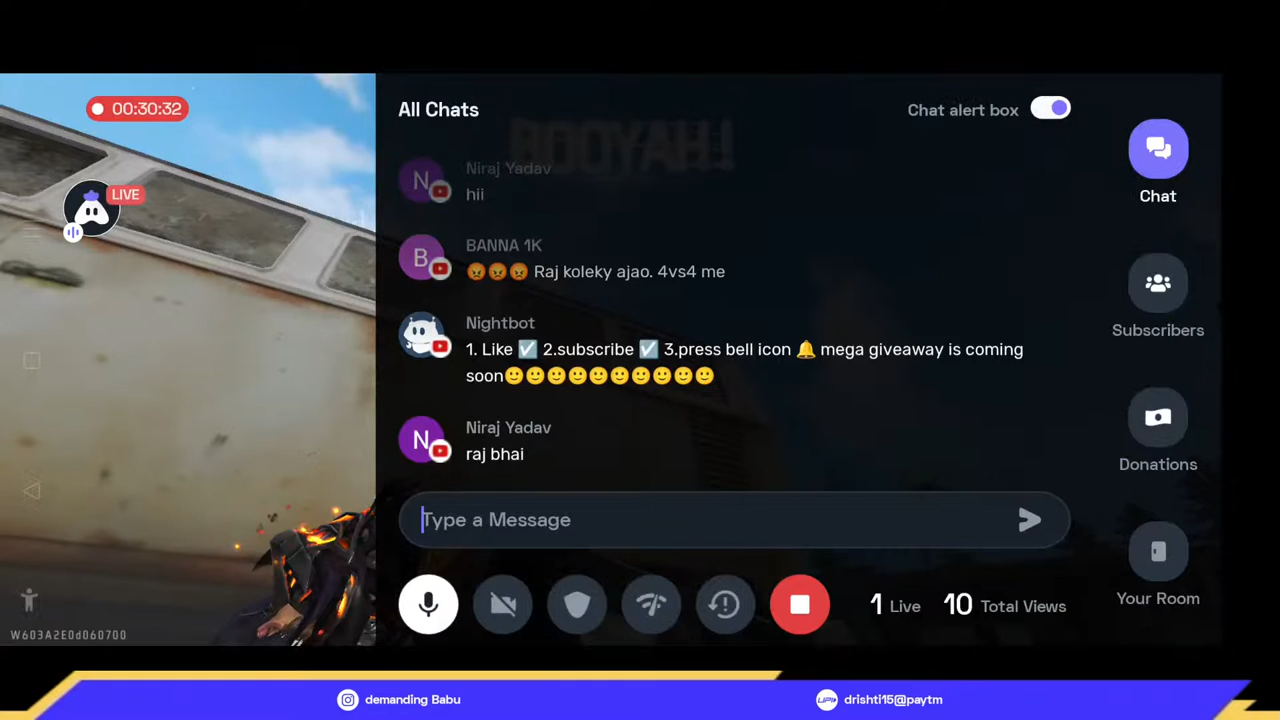 00:30:32
LIVE
All Chats
Chat alert box
BOOYAH!
Niraj Yadav
hii
BANNA 1K
😡😡😡 Raj koleky ajao. 4vs4 me
Nightbot
1. Like ☑️ 2.subscribe ☑️ 3.press bell icon 🔔 mega giveaway is coming
soon🙂🙂🙂🙂🙂🙂🙂🙂🙂🙂
Niraj Yadav
raj bhai
Type a Message
1 Live 10 Total Views
Chat
Subscribers
Donations
Your Room
W603A2E0d060700
demanding Babu
UPI drishti15@paytm